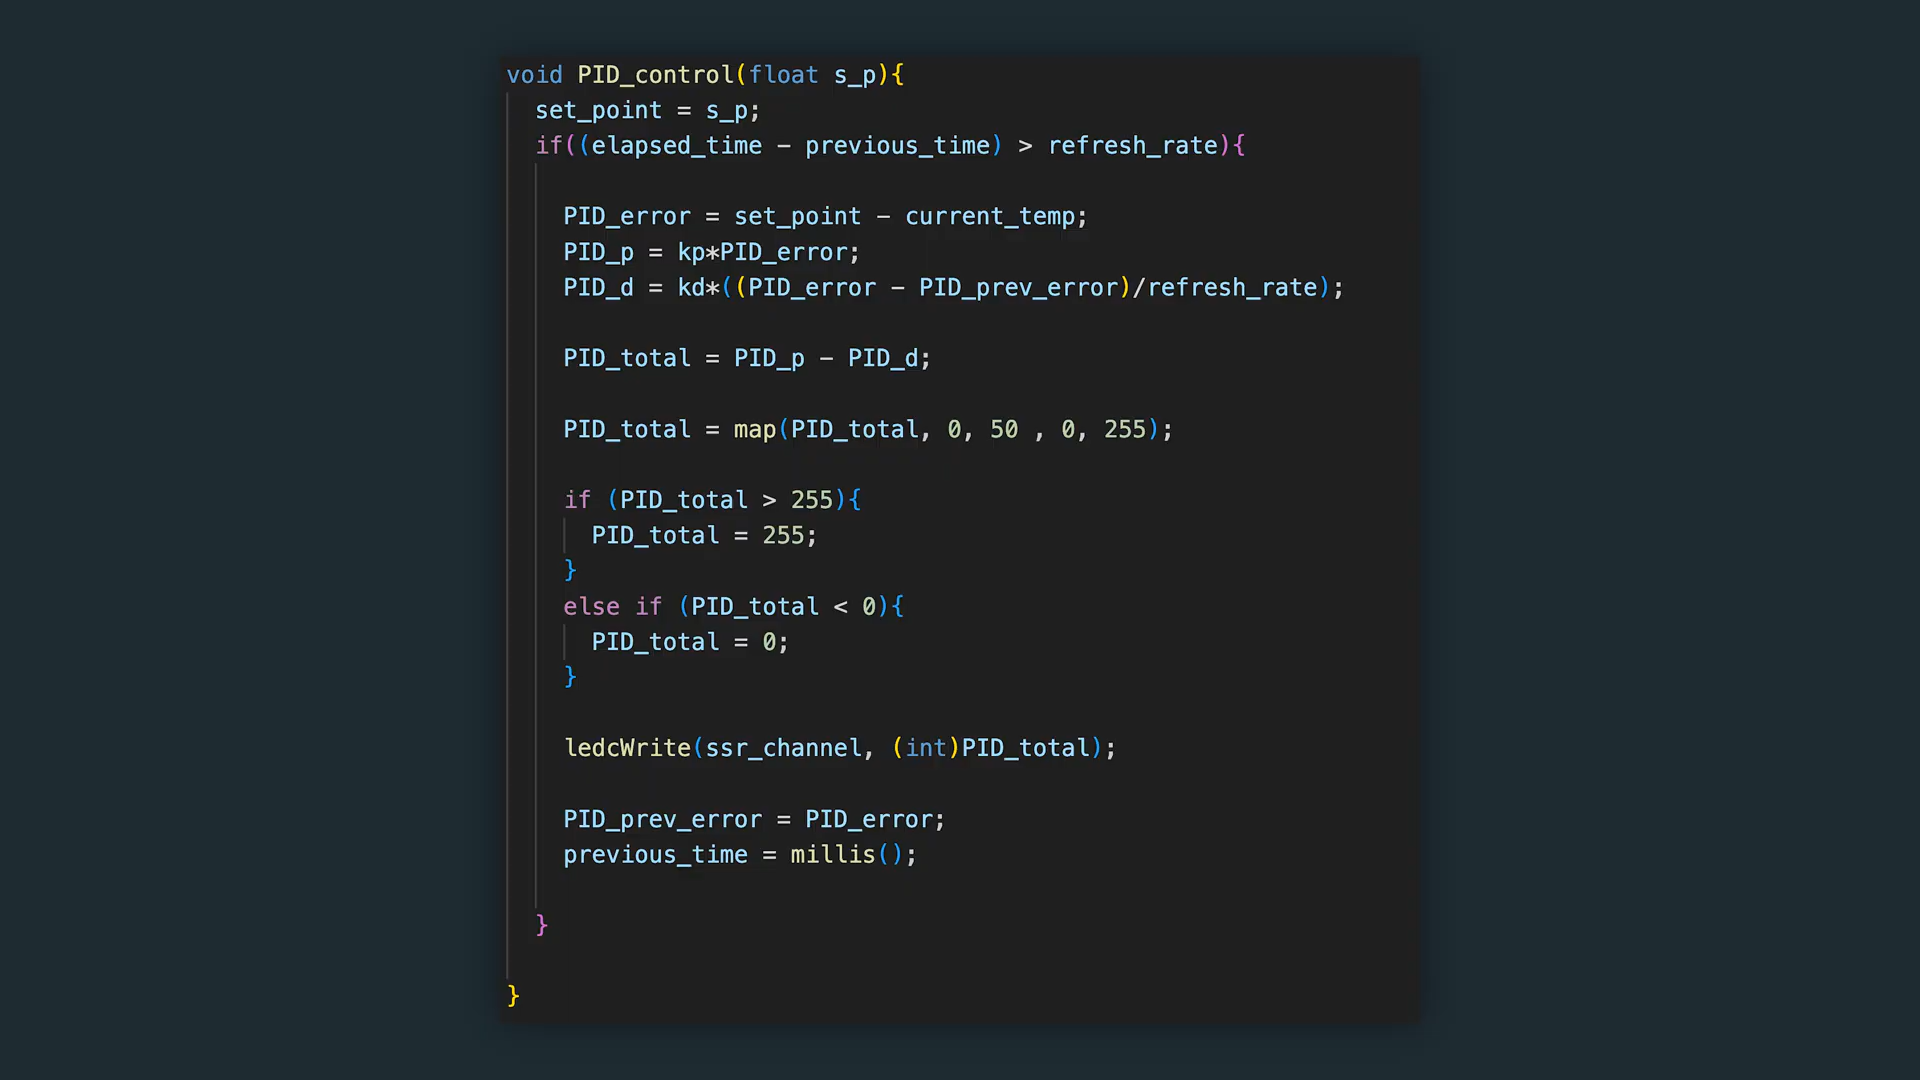 void PID_control(float s_p){
set_point = s_p;
if((elapsed_time - previous_time) > refresh_rate){
PID_error = set_point - current_temp;
PID_p = kp*PID_error;
PID_d = kd*((PID_error - PID_prev_error)/refresh_rate);
PID_total = PID_p - PID_d;
PID_total = map(PID_total, 0, 50 , 0, 255);
if (PID_total > 255){
PID_total = 255;
}
else if (PID_total < 0){
PID_total = 0;
}
ledcWrite(ssr_channel, (int)PID_total);
PID_prev_error = PID_error;
previous_time = millis();
}
}